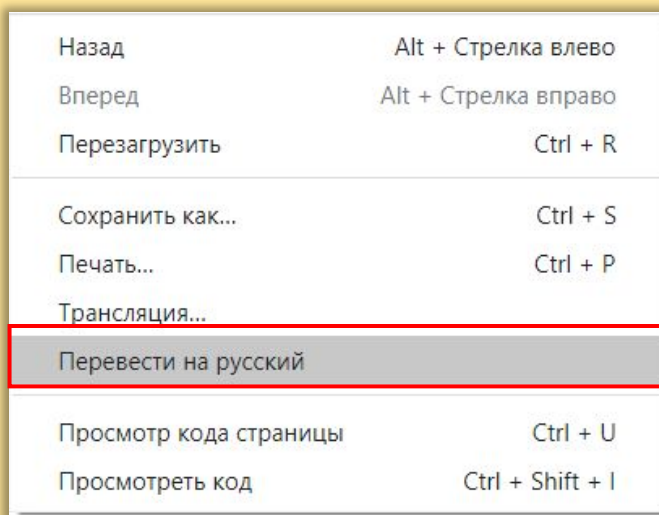 Назад Alt + Стрелка влево
Вперед Alt + Стрелка вправо
Перезагрузить Ctrl + R
Сохранить как... Ctrl + S
Печать... Ctrl + P
Трансляция...
Перевести на русский
Просмотр кода страницы Ctrl + U
Просмотреть код Ctrl + Shift + I